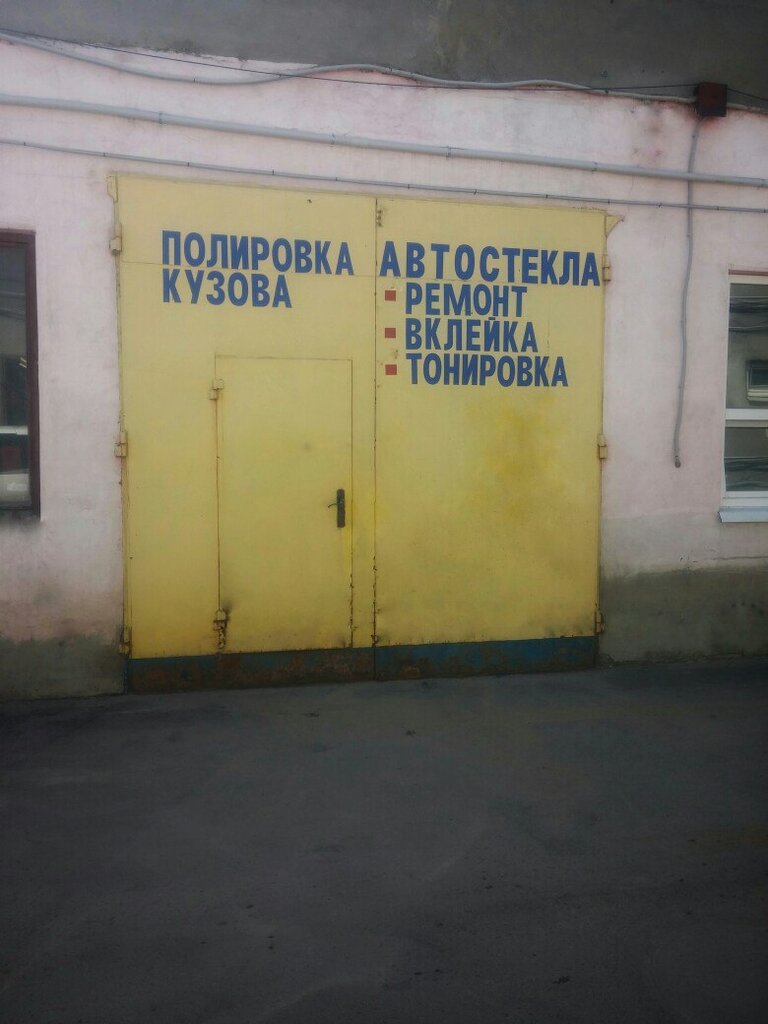 ПОЛИРОВКА
КУЗОВА
АВТОСТЕКЛА
РЕМОНТ
ВКЛЕЙКА
ТОНИРОВКА